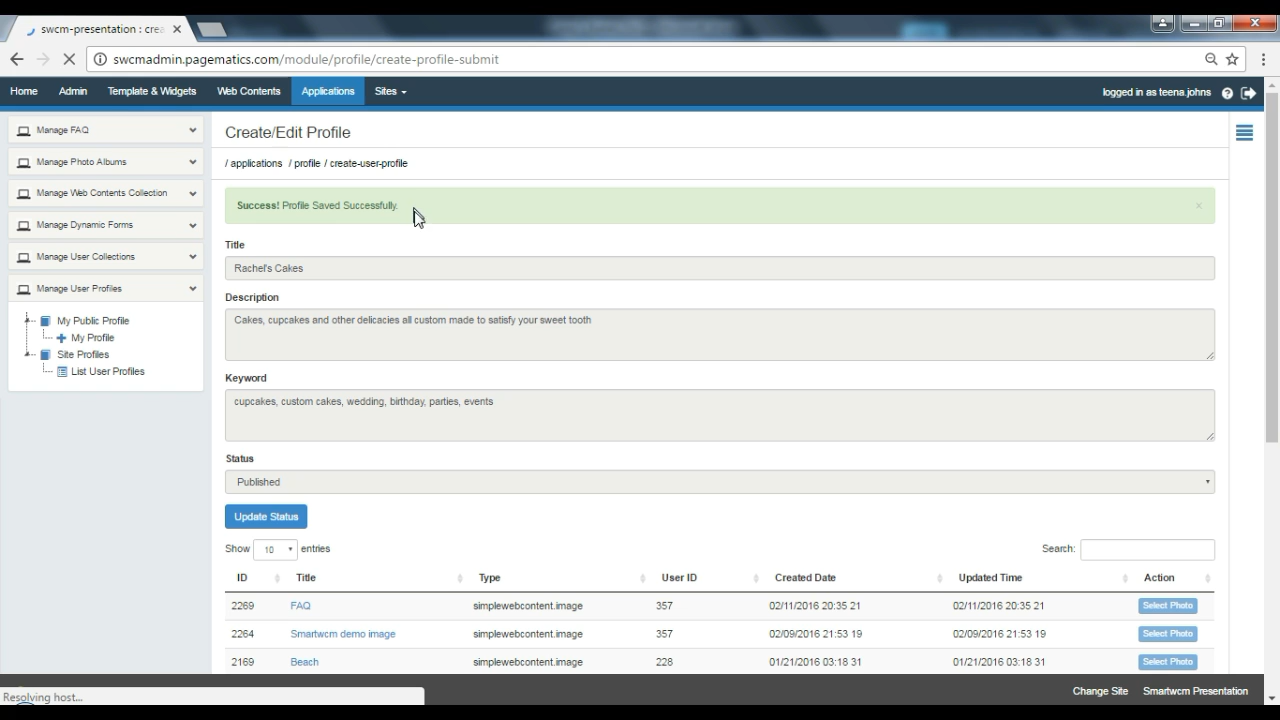 swcm-presentation : crea
swcmadmin.pagematics.com/module/profile/create-profile-submit
Home Admin Template & Widgets Web Contents Applications Sites logged in as teena.johns
Manage FAQ
Manage Photo Albums
Manage Web Contents Collection
Manage Dynamic Forms
Manage User Collections
Manage User Profiles
My Public Profile
My Profile
Site Profiles
List User Profiles
Create/Edit Profile
/ applications / profile / create-user-profile
Success! Profile Saved Successfully. ×
Title
Rachel's Cakes
Description
Cakes, cupcakes and other delicacies all custom made to satisfy your sweet tooth
Keyword
cupcakes, custom cakes, wedding, birthday, parties, events
Status
Published
Update Status
Show 10 entries Search:
ID Title Type User ID Created Date Updated Time Action
2269 FAQ simplewebcontent.image 357 02/11/2016 20:35 21 02/11/2016 20:35 21 Select Photo
2264 Smartwcm demo image simplewebcontent.image 357 02/09/2016 21:53 19 02/09/2016 21:53 19 Select Photo
2169 Beach simplewebcontent.image 228 01/21/2016 03:18 31 01/21/2016 03:18 31 Select Photo
Resolving host...
Change Site Smartwcm Presentation